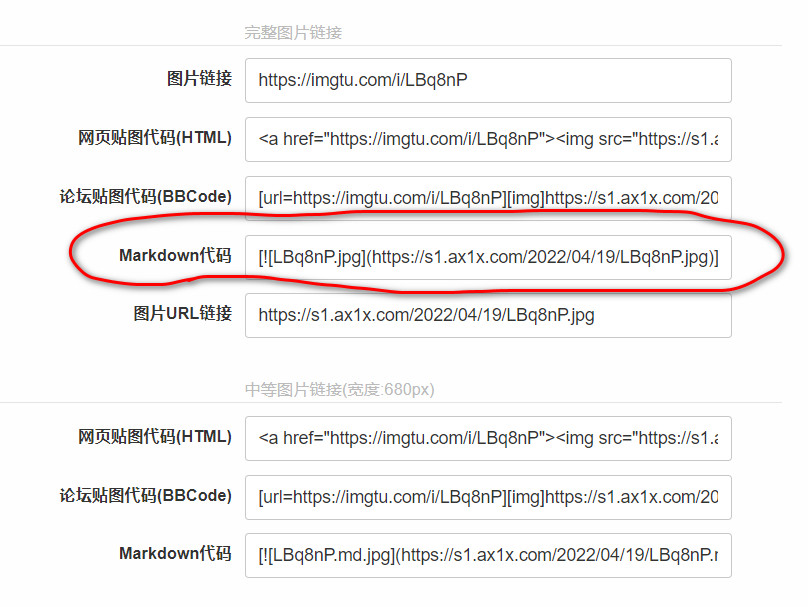 完整图片链接
图片链接 https://imgtu.com/i/LBq8nP
网页贴图代码(HTML) <a href="https://imgtu.com/i/LBq8nP"><img src="https://s1.a
论坛贴图代码(BBCode) [url=https://imgtu.com/i/LBq8nP][img]https://s1.ax1x.com/20
Markdown代码 [![LBq8nP.jpg](https://s1.ax1x.com/2022/04/19/LBq8nP.jpg)]
图片URL链接 https://s1.ax1x.com/2022/04/19/LBq8nP.jpg
中等图片链接(宽度:680px)
网页贴图代码(HTML) <a href="https://imgtu.com/i/LBq8nP"><img src="https://s1.a
论坛贴图代码(BBCode) [url=https://imgtu.com/i/LBq8nP][img]https://s1.ax1x.com/20
Markdown代码 [![LBq8nP.md.jpg](https://s1.ax1x.com/2022/04/19/LBq8nP.r